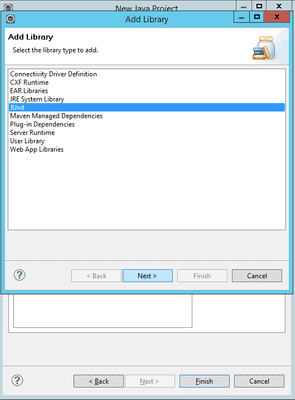 New Java Project
Add Library
Add Library
Select the library type to add.
Connectivity Driver Definition
CXF Runtime
EAR Libraries
JRE System Library
JUnit
Maven Managed Dependencies
Plug-in Dependencies
Server Runtime
User Library
Web App Libraries
? < Back Next > Finish Cancel
? < Back Next > Finish Cancel